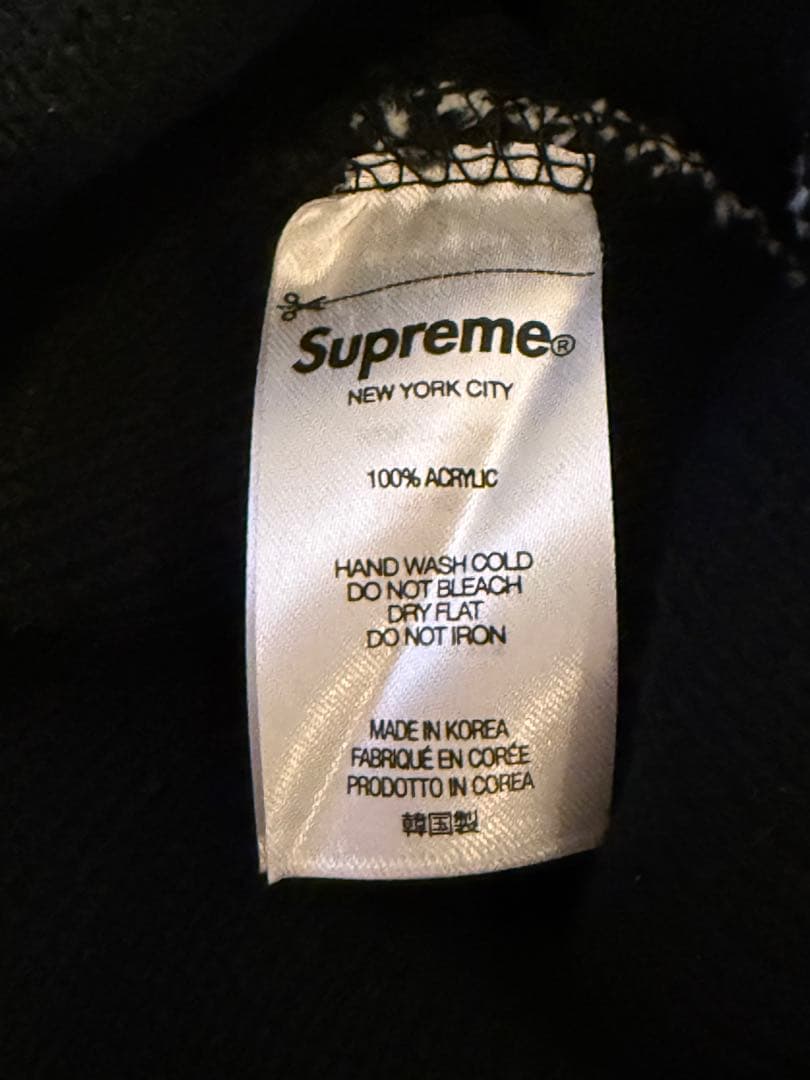 Supreme®
NEW YORK CITY
100% ACRYLIC
HAND WASH COLD
DO NOT BLEACH
DRY FLAT
DO NOT IRON
MADE IN KOREA
FABRIQUÉ EN CORÉE
PRODOTTO IN COREA
韓国製